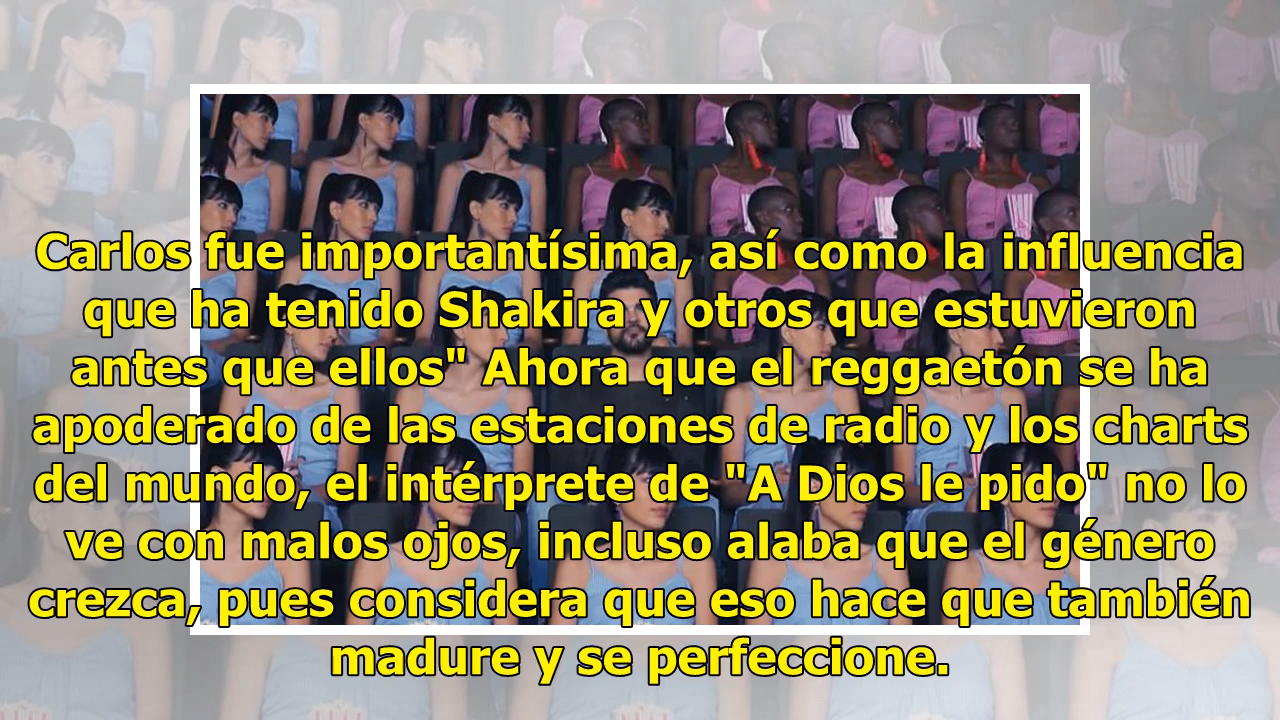 Carlos fue importantísima, así como la influencia
que ha tenido Shakira y otros que estuvieron
antes que ellos" Ahora que el reggaetón se ha
apoderado de las estaciones de radio y los charts
del mundo, el intérprete de "A Dios le pido" no lo
ve con malos ojos, incluso alaba que el género
crezca, pues considera que eso hace que también
madure y se perfeccione.